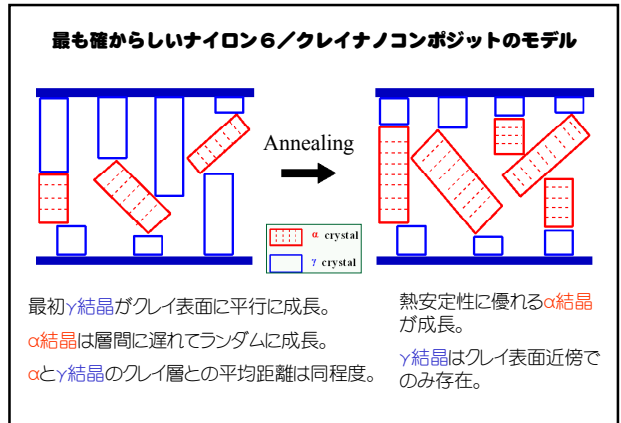 最も確からしいナイロン６／クレイナノコンポジットのモデル
Annealing
α crystal
γ crystal
最初γ結晶がクレイ表面に平行に成長。
α結晶は層間に遅れてランダムに成長。
αとγ結晶のクレイ層との平均距離は同程度。
熱安定性に優れるα結晶
が成長。
γ結晶はクレイ表面近傍で
のみ存在。